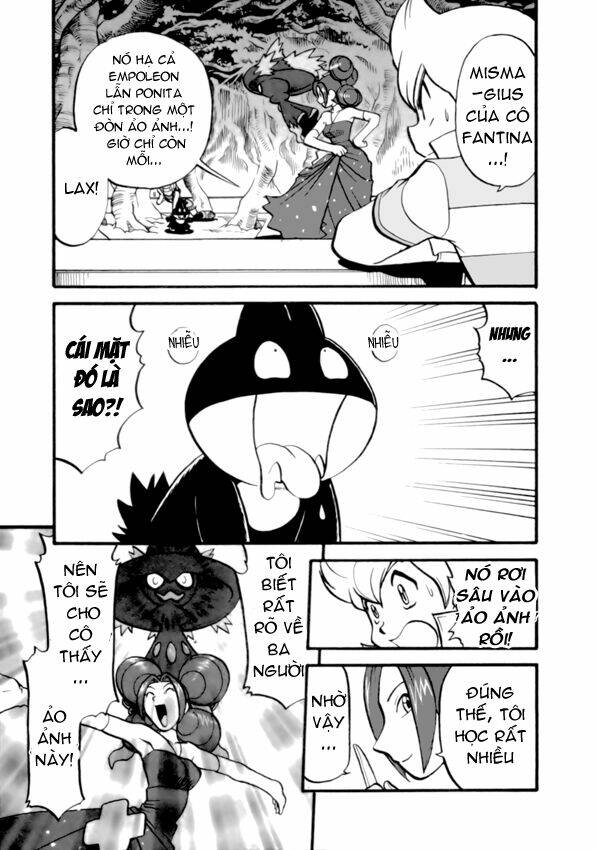 MISMA
-GIUS
CỦA CÔ
FANTINA
...!
NÓ HẠ CẢ
EMPOLEON
LẪN PONITA
CHỈ TRONG MỘT
ĐÒN ẢO ẢNH...!
GIỜ CHỈ CÒN
MỖI...
LAX!
NHƯNG
...
NHIỄU
NHIỄU
CÁI MẶT
ĐÓ LÀ
SAO?!
NÓ RƠI
SÂU VÀO
ẢO ẢNH
RỒI!
ĐÚNG
THẾ, TÔI
HỌC RẤT
NHIỀU
NHỜ
VẬY
...
TÔI
BIẾT
RẤT
RÕ VỀ
BA
NGƯỜI
NÊN
TÔI SẼ
CHO
CÔ
THẤY
...
ẢO
ẢNH
NÀY!